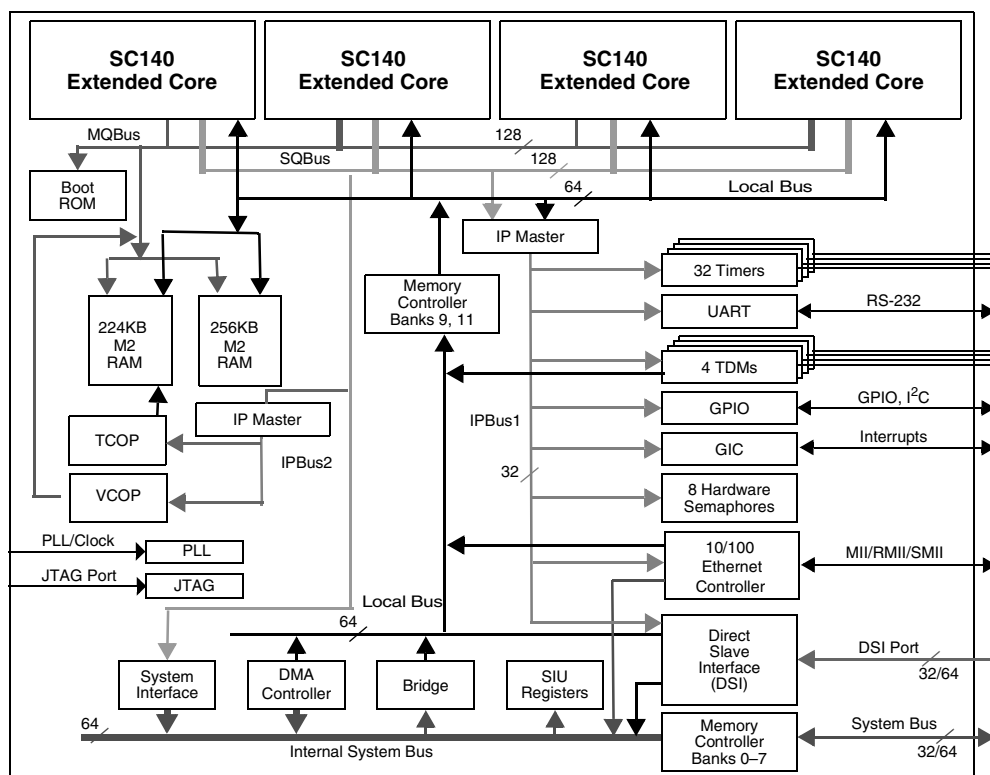 SC140
Extended Core
SC140
Extended Core
SC140
Extended Core
SC140
Extended Core
MQBus
128
SQBus
128
64
Local Bus
Boot
ROM
IP Master
32 Timers
Memory
Controller
Banks 9, 11
UART
RS-232
224KB
M2
RAM
256KB
M2
RAM
4 TDMs
IP Master
IPBus1
GPIO
GPIO, I2C
TCOP
IPBus2
GIC
Interrupts
32
VCOP
8 Hardware
Semaphores
PLL/Clock
PLL
10/100
Ethernet
Controller
MII/RMII/SMII
JTAG Port
JTAG
Local Bus
64
Direct
Slave
Interface
(DSI)
DSI Port
32/64
System
Interface
DMA
Controller
Bridge
SIU
Registers
64
Internal System Bus
Memory
Controller
Banks 0–7
System Bus
32/64